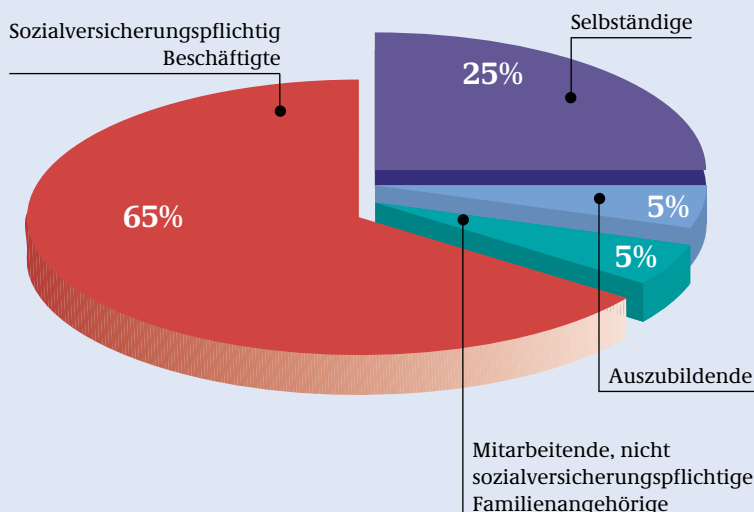 Sozialversicherungspflichtig
Beschäftigte
Selbständige
25%
65%
5%
5%
Auszubildende
Mitarbeitende, nicht
sozialversicherungspflichtige
Familienangehörige